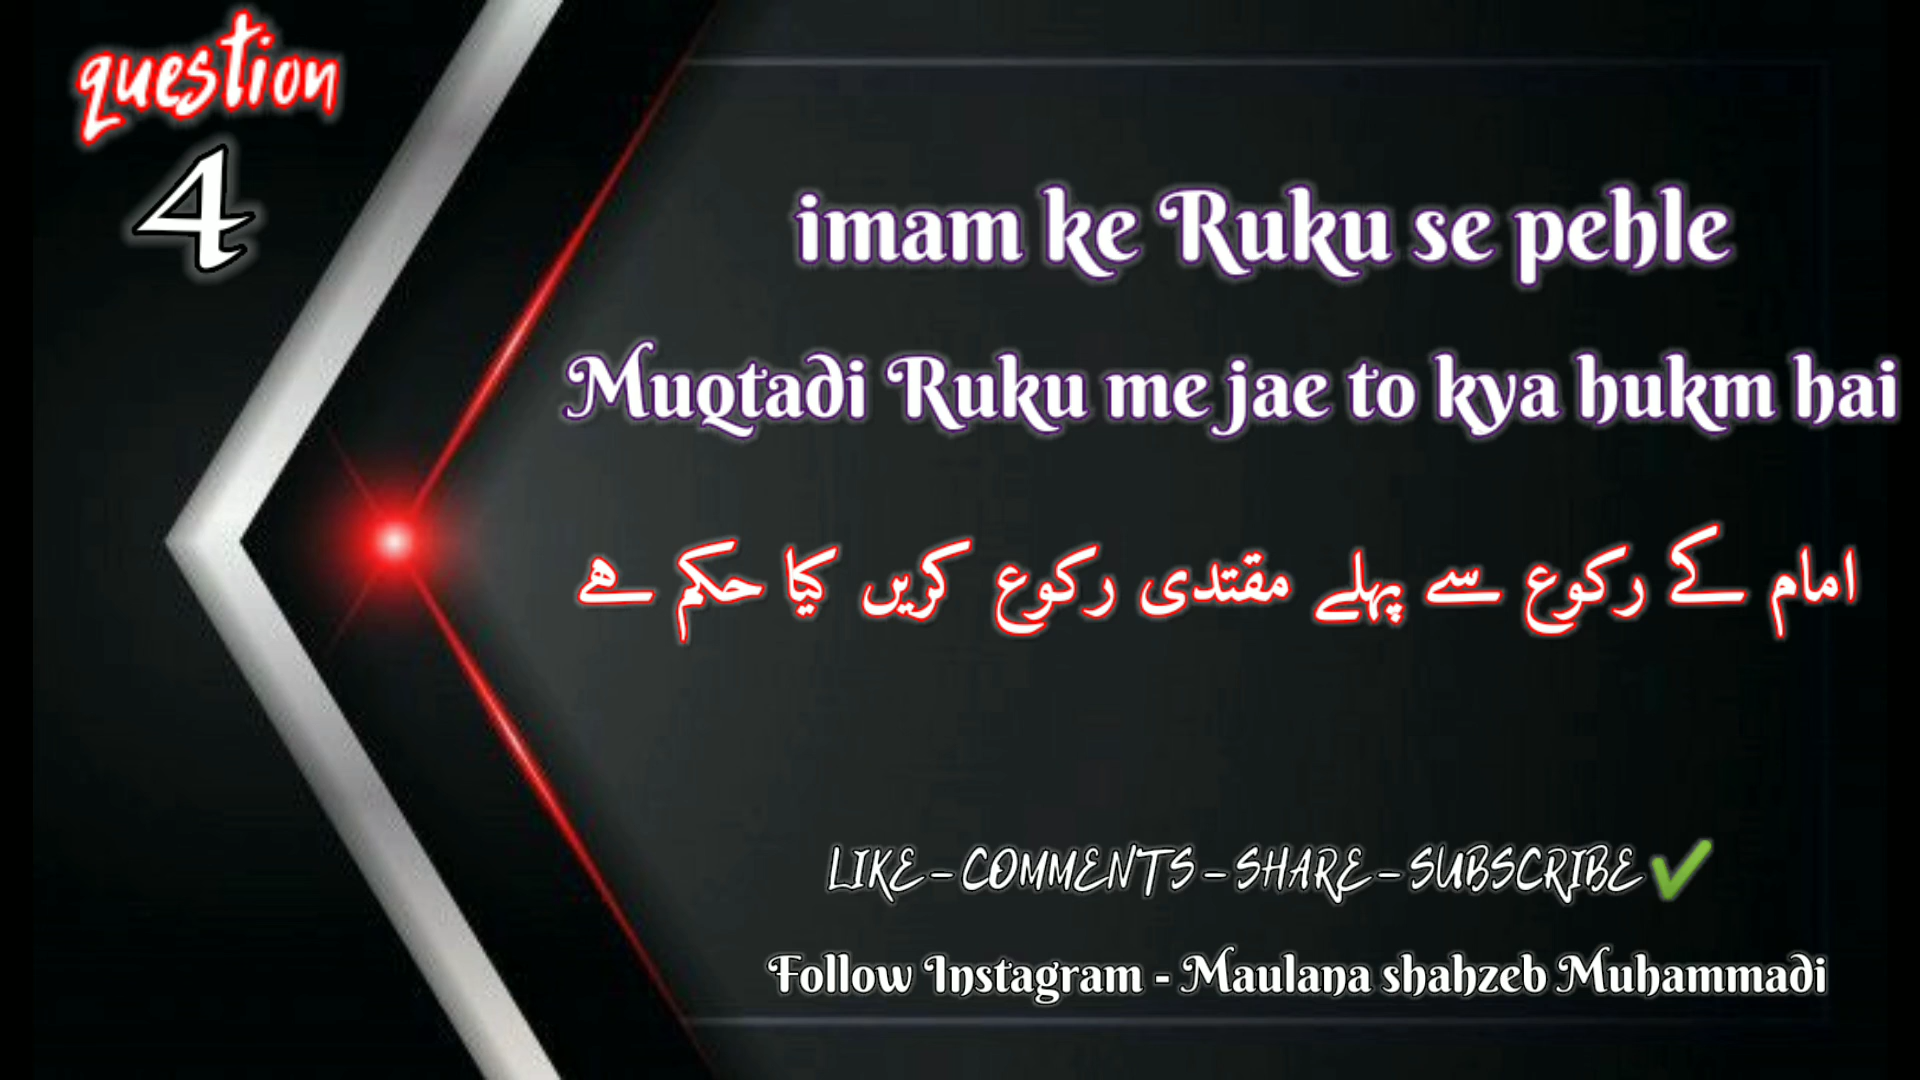 question
4
imam ke Ruku se pehle
Muqtadi Ruku me jae to kya hukm hai
امام کے رکوع سے پہلے مقتدی رکوع کریں کیا حکم ہے
LIKE - COMMENTS - SHARE - SUBSCRIBE ✔
Follow Instagram - Maulana shahzeb Muhammadi